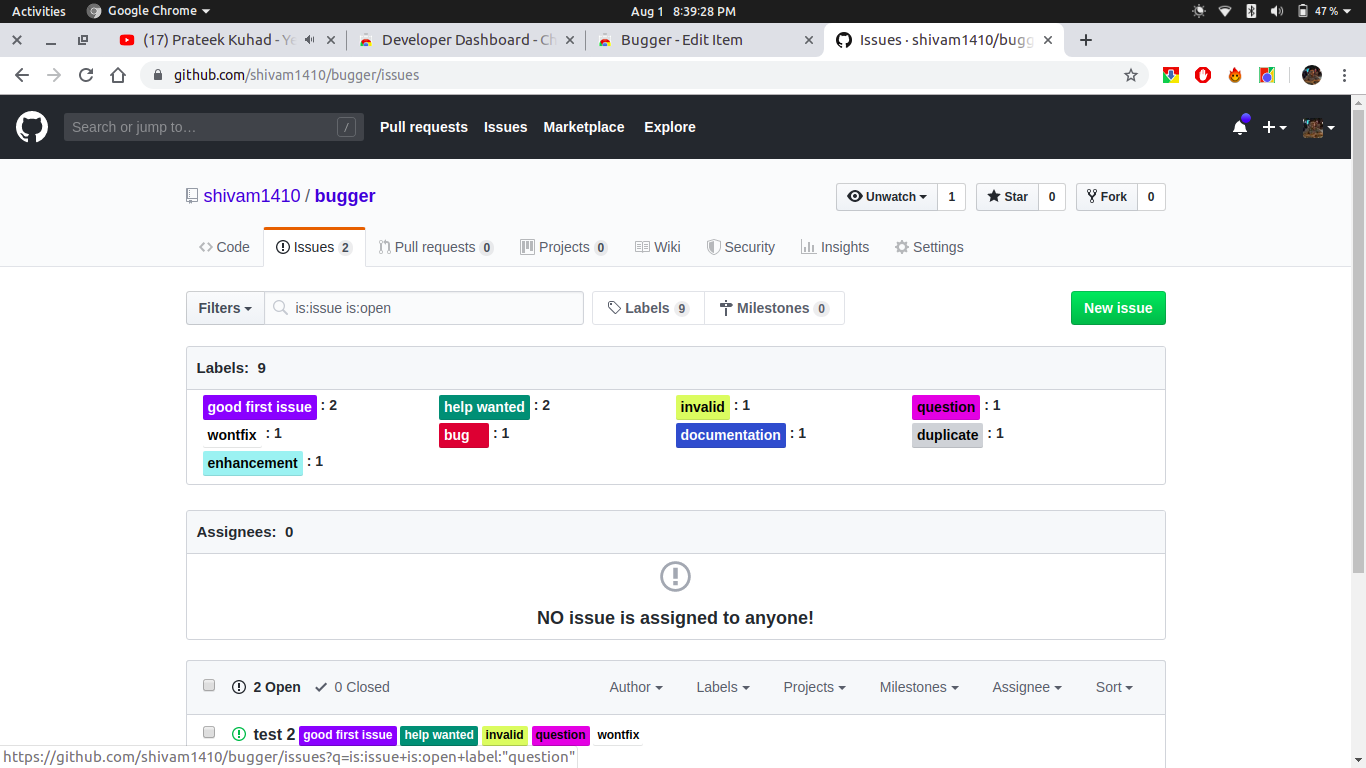 Activities Google Chrome Aug 1 8:39:28 PM 47 %
(17) Prateek Kuhad - Ye Developer Dashboard - Ch Bugger - Edit Item Issues · shivam1410/bugg
github.com/shivam1410/bugger/issues
Search or jump to… / Pull requests Issues Marketplace Explore
shivam1410 / bugger Unwatch 1 Star 0 Fork 0
Code Issues 2 Pull requests 0 Projects 0 Wiki Security Insights Settings
Filters is:issue is:open Labels 9 Milestones 0 New issue
Labels: 9
good first issue : 2 help wanted : 2 invalid : 1 question : 1
wontfix : 1 bug : 1 documentation : 1 duplicate : 1
enhancement : 1
Assignees: 0
NO issue is assigned to anyone!
2 Open 0 Closed Author Labels Projects Milestones Assignee Sort
test 2 good first issue help wanted invalid question wontfix
https://github.com/shivam1410/bugger/issues?q=is:issue+is:open+label:"question"